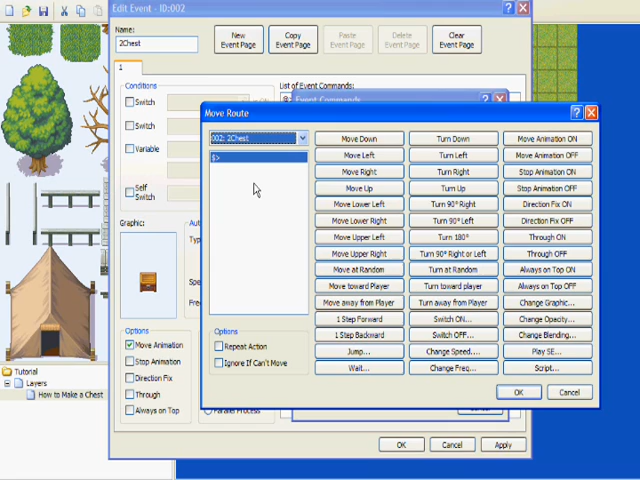 Edit Event - ID:002
Name:
2Chest
New Event Page
Copy Event Page
Paste Event Page
Delete Event Page
Clear Event Page
1
Conditions
Switch
Switch
Variable
Self Switch
List of Event Commands:
Event Commands
Graphic:
Options
Move Animation
Stop Animation
Direction Fix
Through
Always on Top
Parallel Process
OK
Cancel
Apply
Move Route
002: 2Chest
$>
Options
Repeat Action
Ignore If Can't Move
Move Down
Turn Down
Move Animation ON
Move Left
Turn Left
Move Animation OFF
Move Right
Turn Right
Stop Animation ON
Move Up
Turn Up
Stop Animation OFF
Move Lower Left
Turn 90° Right
Direction Fix ON
Move Lower Right
Turn 90° Left
Direction Fix OFF
Move Upper Left
Turn 180°
Through ON
Move Upper Right
Turn 90° Right or Left
Through OFF
Move at Random
Turn at Random
Always on Top ON
Move toward Player
Turn toward player
Always on Top OFF
Move away from Player
Turn away from Player
Change Graphic...
1 Step Forward
Switch ON...
Change Opacity...
1 Step Backward
Switch OFF...
Change Blending...
Jump...
Change Speed....
Play SE...
Wait...
Change Freq...
Script...
OK
Cancel
Tutorial
Layers
How to Make a Chest